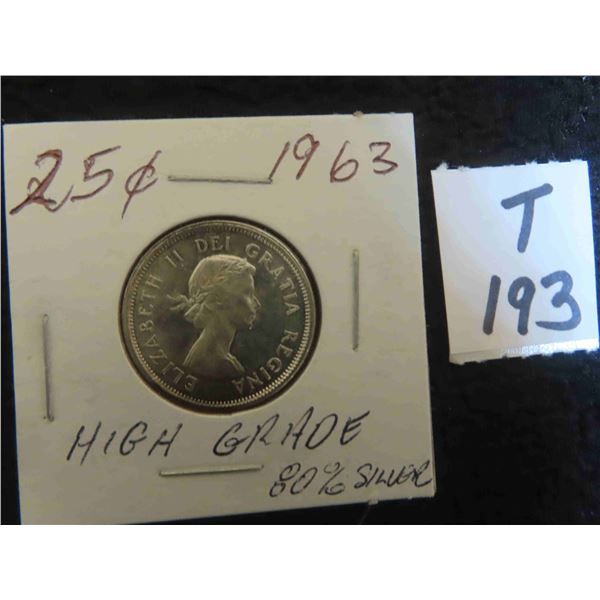 25¢ 1963
ELIZABETH II DEI GRATIA REGINA
HIGH GRADE
80% SILVER
T
193